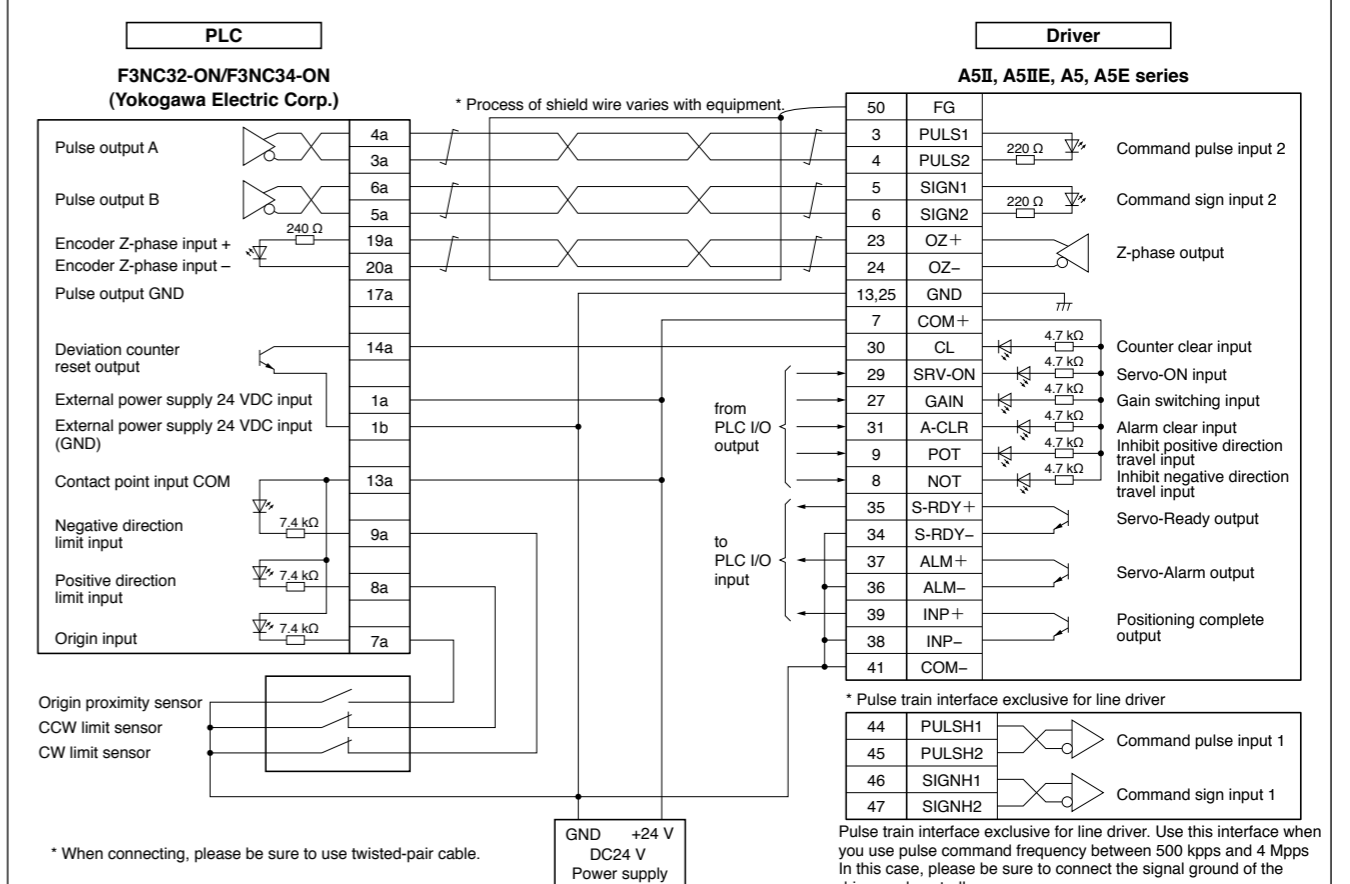 PLC
Driver
F3NC32-ON/F3NC34-ON
(Yokogawa Electric Corp.)
A5II, A5IIE, A5, A5E series
* Process of shield wire varies with equipment.
50 FG
Pulse output A
4a
3a
3 PULS1
4 PULS2
220 Ω
Command pulse input 2
Pulse output B
6a
5a
5 SIGN1
6 SIGN2
220 Ω
Command sign input 2
240 Ω
Encoder Z-phase input +
19a
Encoder Z-phase input –
20a
23 OZ+
24 OZ–
Z-phase output
Pulse output GND
17a
13,25 GND
7 COM+
Deviation counter
reset output
14a
30 CL
4.7 kΩ
Counter clear input
29 SRV-ON
4.7 kΩ
Servo-ON input
External power supply 24 VDC input
1a
27 GAIN
4.7 kΩ
Gain switching input
External power supply 24 VDC input
(GND)
1b
31 A-CLR
4.7 kΩ
Alarm clear input
from
PLC I/O
output
9 POT
4.7 kΩ
Inhibit positive direction
travel input
Contact point input COM
13a
8 NOT
4.7 kΩ
Inhibit negative direction
travel input
35 S-RDY+
34 S-RDY–
Servo-Ready output
Negative direction
limit input
7.4 kΩ
9a
to
PLC I/O
input
37 ALM+
36 ALM–
Servo-Alarm output
Positive direction
limit input
7.4 kΩ
8a
39 INP+
38 INP–
Positioning complete
output
Origin input
7.4 kΩ
7a
41 COM–
Origin proximity sensor
CCW limit sensor
CW limit sensor
* Pulse train interface exclusive for line driver
44 PULSH1
45 PULSH2
Command pulse input 1
46 SIGNH1
47 SIGNH2
Command sign input 1
GND +24 V
DC24 V
Power supply
* When connecting, please be sure to use twisted-pair cable.
Pulse train interface exclusive for line driver. Use this interface when
you use pulse command frequency between 500 kpps and 4 Mpps
In this case, please be sure to connect the signal ground of the